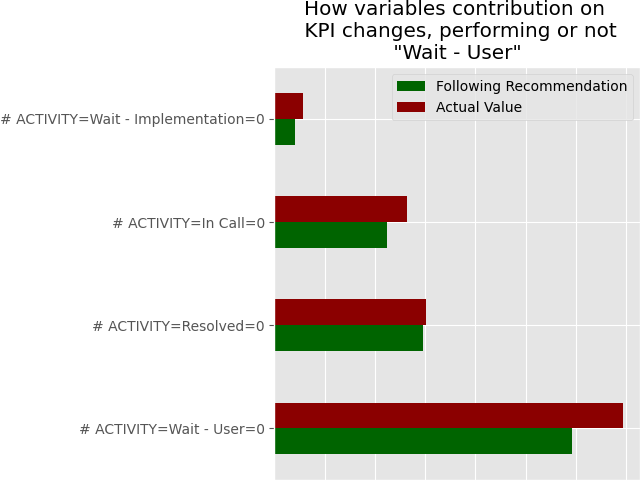 How variables contribution on
KPI changes, performing or not
"Wait - User"
Following Recommendation
Actual Value
# ACTIVITY=Wait - Implementation=0
# ACTIVITY=In Call=0
# ACTIVITY=Resolved=0
# ACTIVITY=Wait - User=0